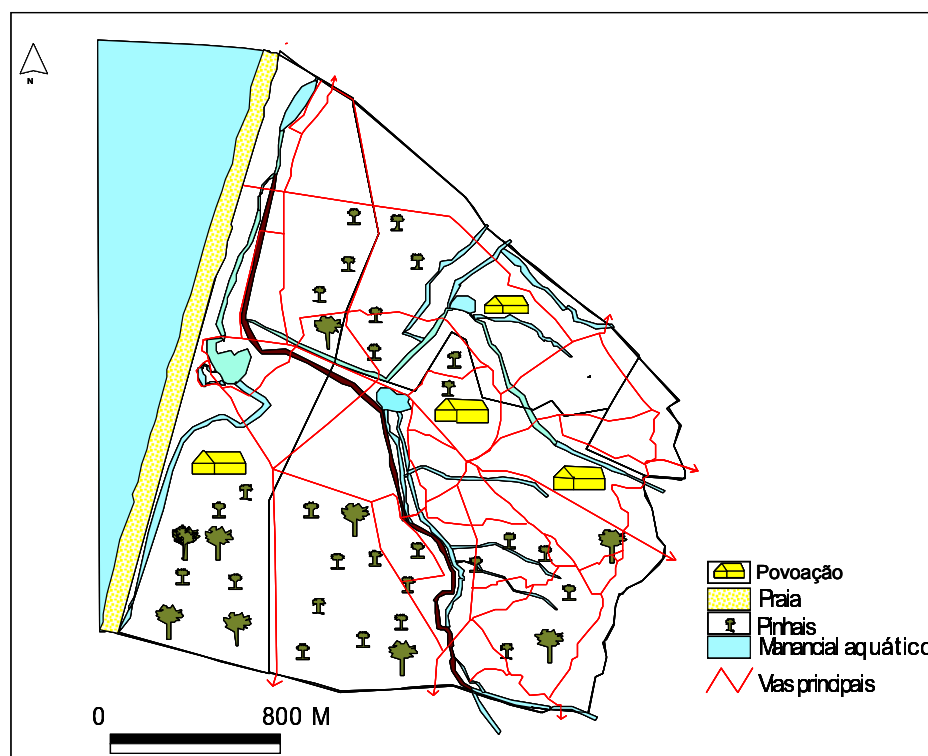 N
Povoação
Praia
Pinhais
Manancial aquático
Vias principais
0 800 M